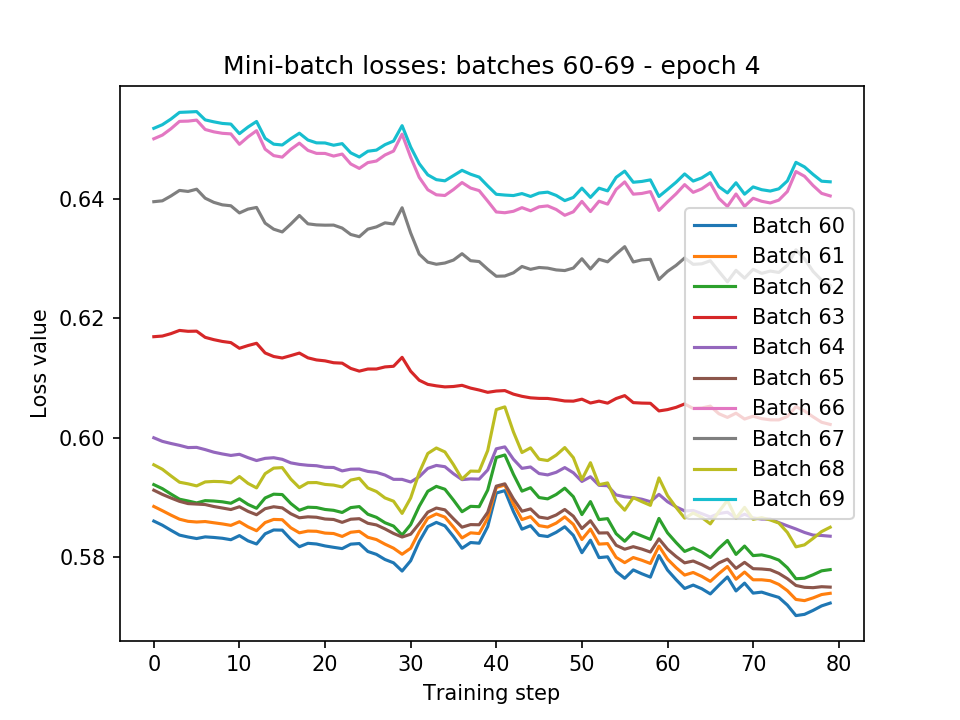 Mini-batch losses: batches 60-69 - epoch 4
Loss value
0.64
0.62
0.60
0.58
0
10
20
30
40
50
60
70
80
Training step
Batch 60
Batch 61
Batch 62
Batch 63
Batch 64
Batch 65
Batch 66
Batch 67
Batch 68
Batch 69